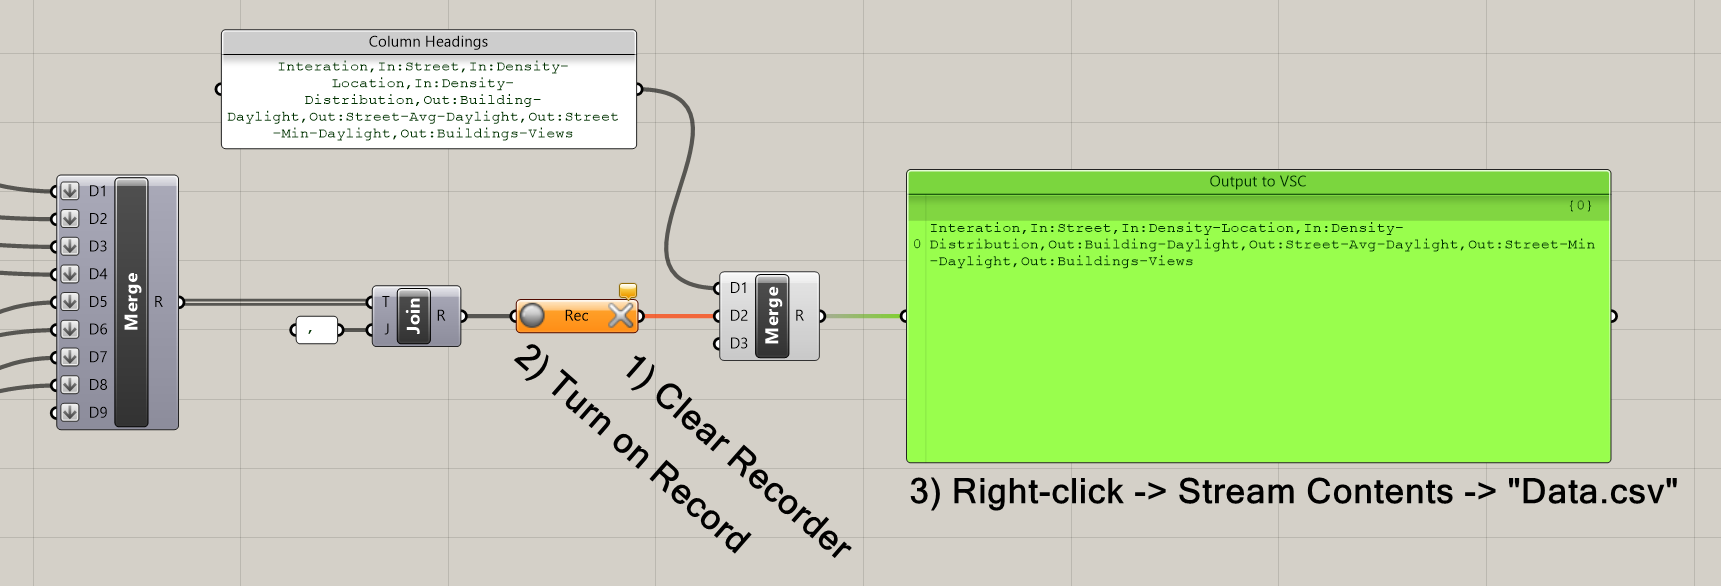 Column Headings
Interation,In:Street,In:Density-
Location,In:Density-
Distribution,Out:Building-
Daylight,Out:Street-Avg-Daylight,Out:Street
-Min-Daylight,Out:Buildings-Views
D1
D2
D3
D4
D5
D6
D7
D8
D9
Merge
R
,
T
J
Join
R
Rec
D1
D2
D3
Merge
R
Output to VSC
{0}
0
Interation,In:Street,In:Density-Location,In:Density-
Distribution,Out:Building-Daylight,Out:Street-Avg-Daylight,Out:Street-Min
-Daylight,Out:Buildings-Views
1) Clear Recorder
2) Turn on Record
3) Right-click -> Stream Contents -> "Data.csv"